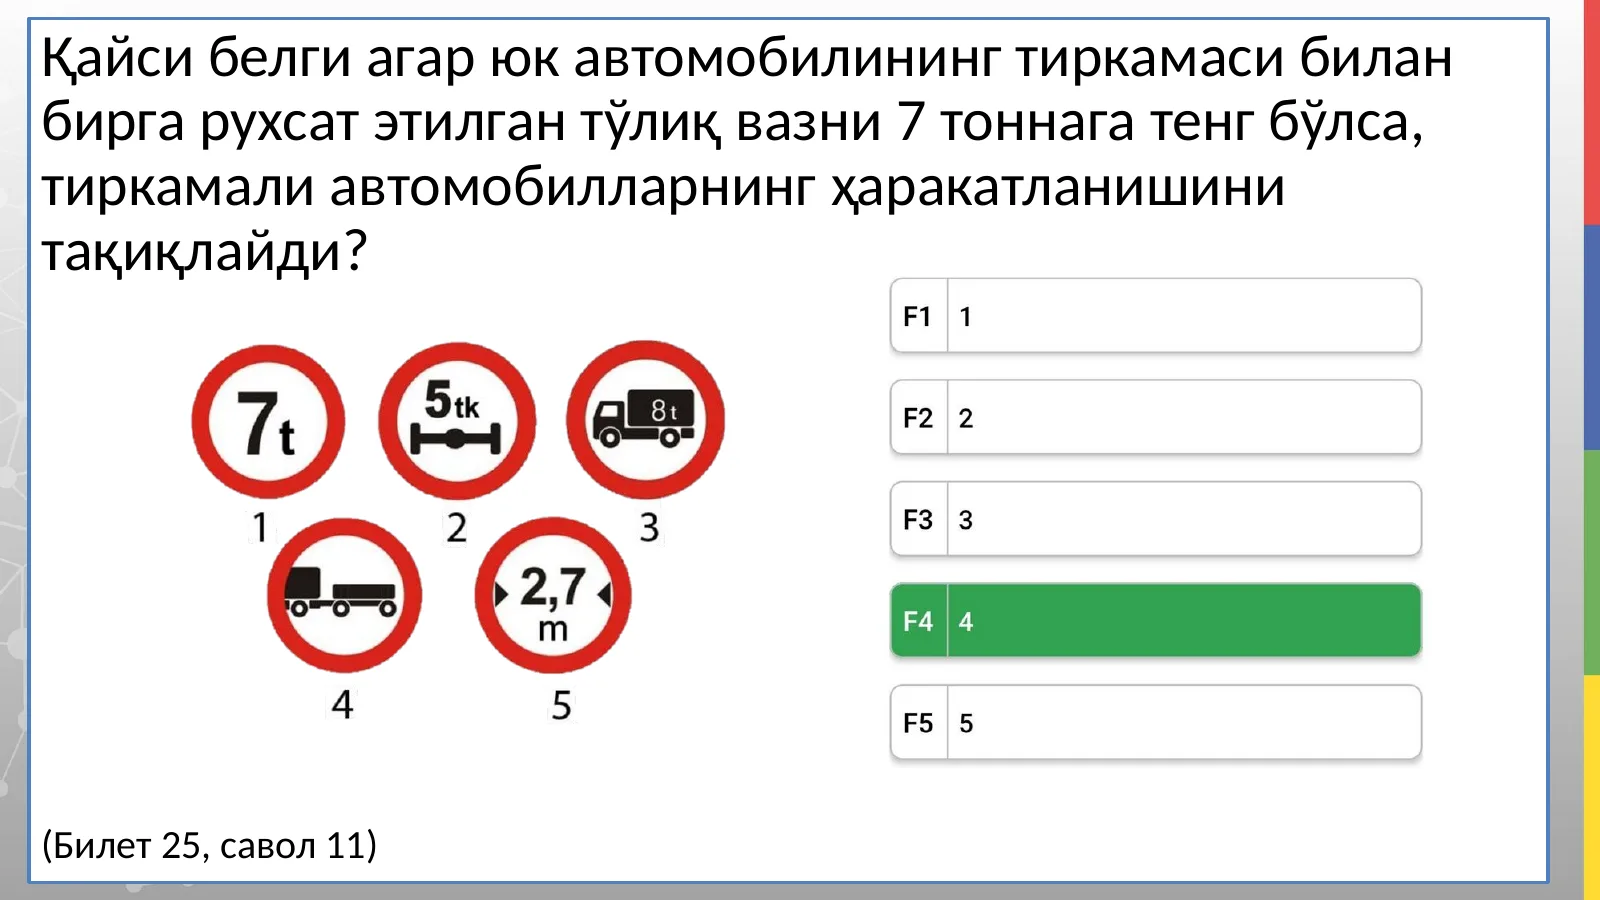 Қайси белги агар юк автомобилининг тиркамаси билан
бирга рухсат этилган тўлиқ вазни 7 тоннага тенг бўлса,
тиркамали автомобилларнинг ҳаракатланишини
тақиқлайди?
7t
5tk
8t
1
2
3
2,7
m
4
5
F1 1
F2 2
F3 3
F4 4
F5 5
(Билет 25, савол 11)